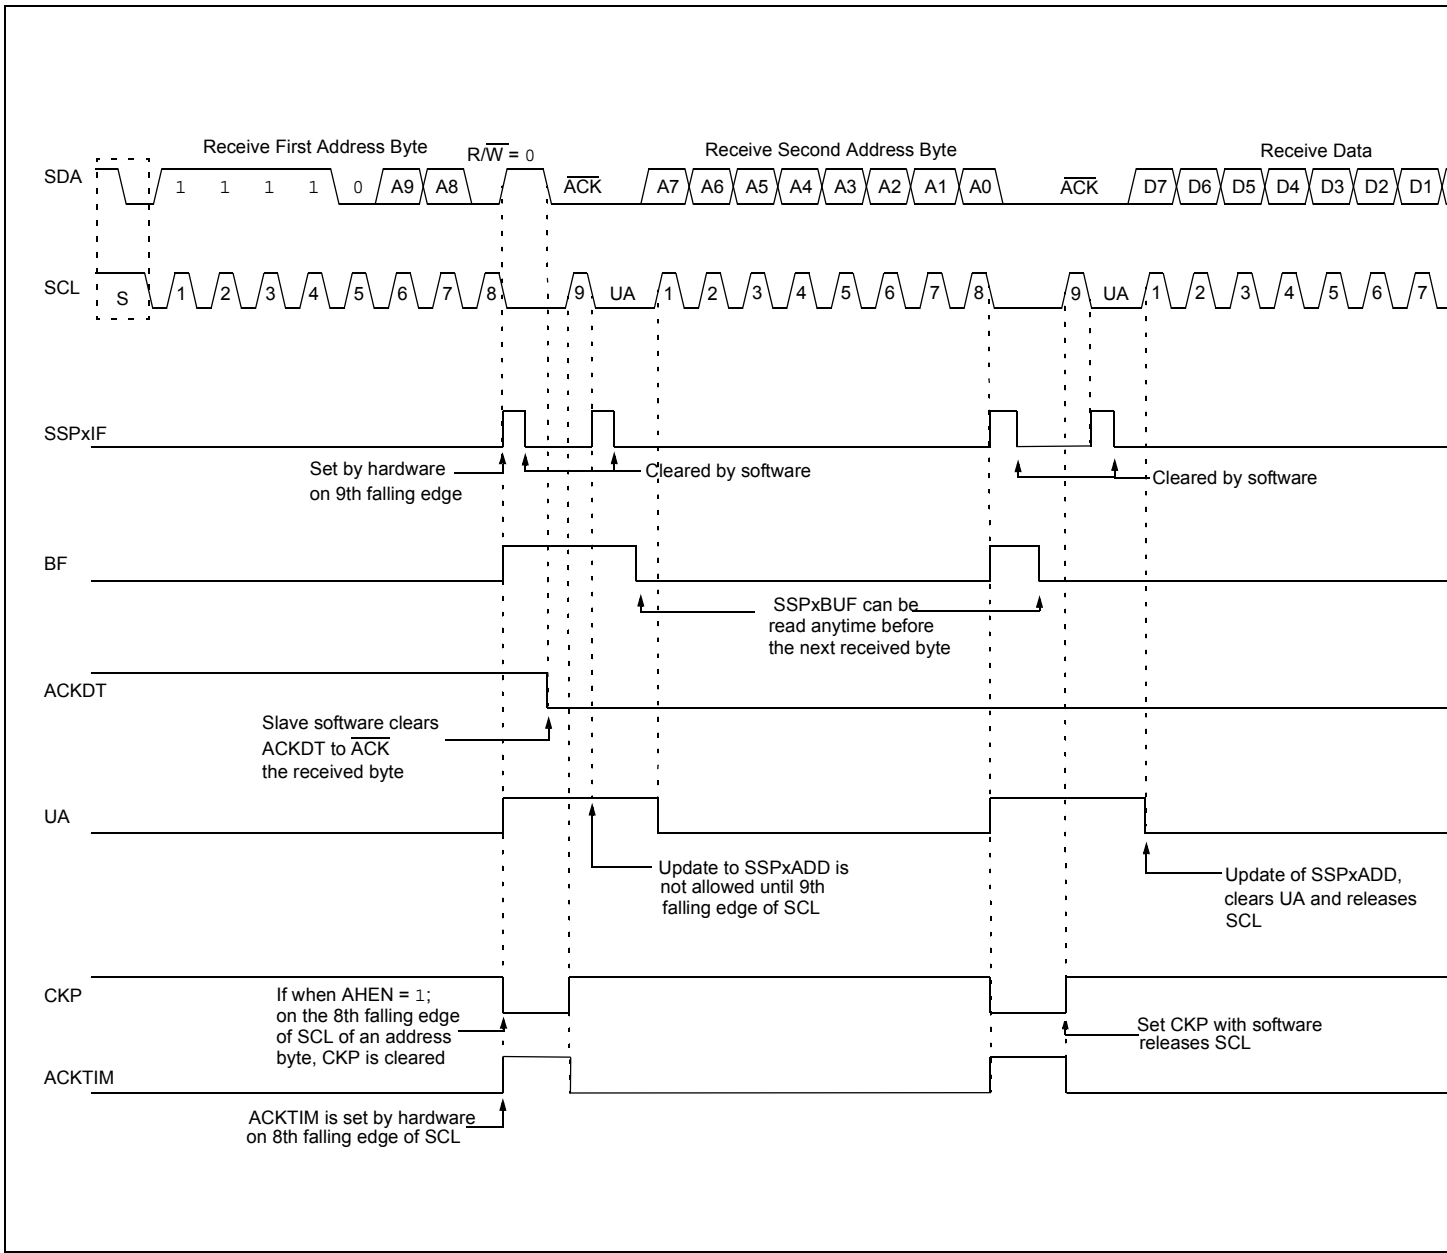 Receive First Address Byte
R/W = 0
Receive Second Address Byte
Receive Data
SDA
1 1 1 1 0 A9 A8
ACK
A7 A6 A5 A4 A3 A2 A1 A0
ACK
D7 D6 D5 D4 D3 D2 D1
SCL
S 1 2 3 4 5 6 7 8 9 UA 1 2 3 4 5 6 7 8 9 UA 1 2 3 4 5 6 7
SSPxIF
Set by hardware
on 9th falling edge
Cleared by software
Cleared by software
BF
SSPxBUF can be
read anytime before
the next received byte
ACKDT
Slave software clears
ACKDT to ACK
the received byte
UA
Update to SSPxADD is
not allowed until 9th
falling edge of SCL
Update of SSPxADD,
clears UA and releases
SCL
CKP
If when AHEN = 1;
on the 8th falling edge
of SCL of an address
byte, CKP is cleared
Set CKP with software
releases SCL
ACKTIM
ACKTIM is set by hardware
on 8th falling edge of SCL